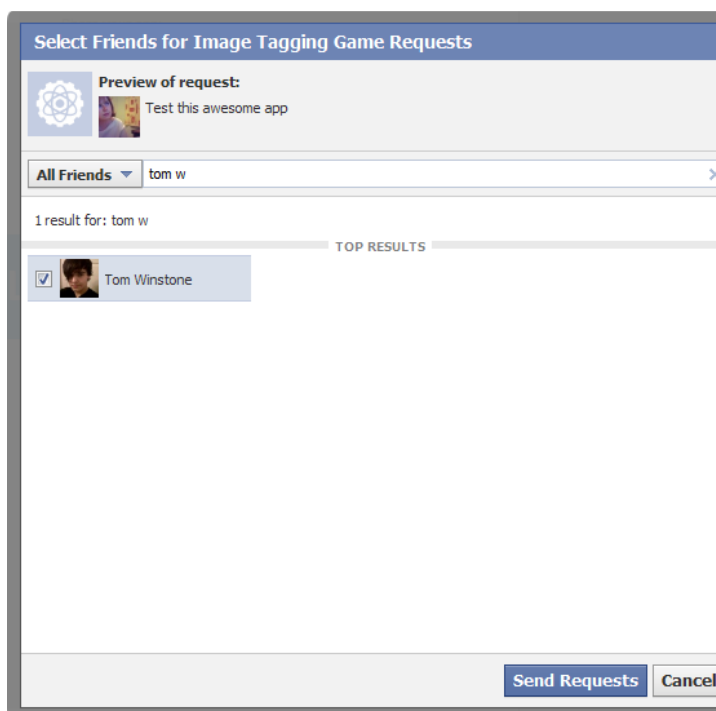 Select Friends for Image Tagging Game Requests
Preview of request:
Test this awesome app
All Friends tom w
1 result for: tom w
TOP RESULTS
Tom Winstone
Send Requests Cancel